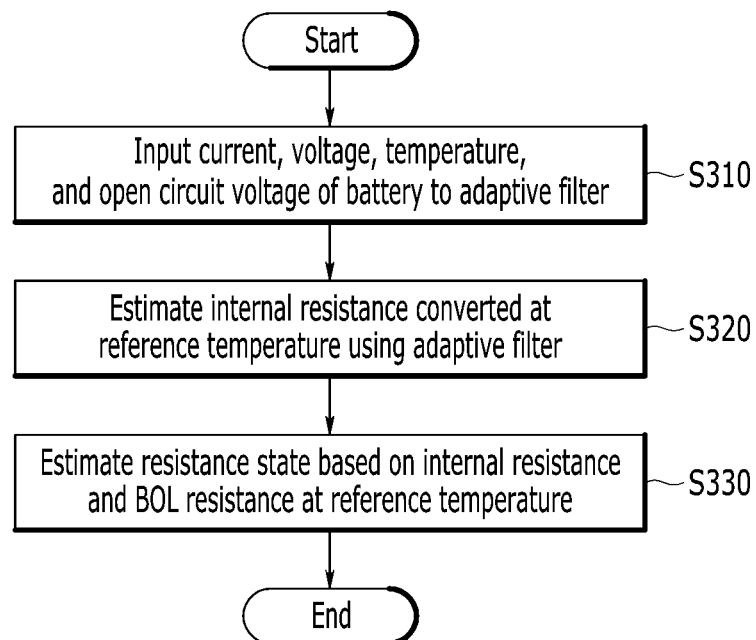 Start
Input current, voltage, temperature,
and open circuit voltage of battery to adaptive filter
S310
Estimate internal resistance converted at
reference temperature using adaptive filter
S320
Estimate resistance state based on internal resistance
and BOL resistance at reference temperature
S330
End